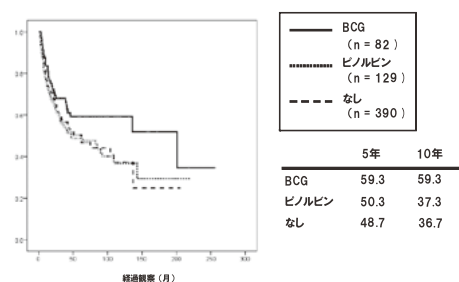 1.0
0.8
0.6
0.4
0.2
0.0
0 50 100 150 200 250 300
経過観察（月）
BCG
（n = 82 ）
ピノルビン
（n = 129 ）
なし
（n = 390 ）
5年 10年
BCG 59.3 59.3
ピノルビン 50.3 37.3
なし 48.7 36.7